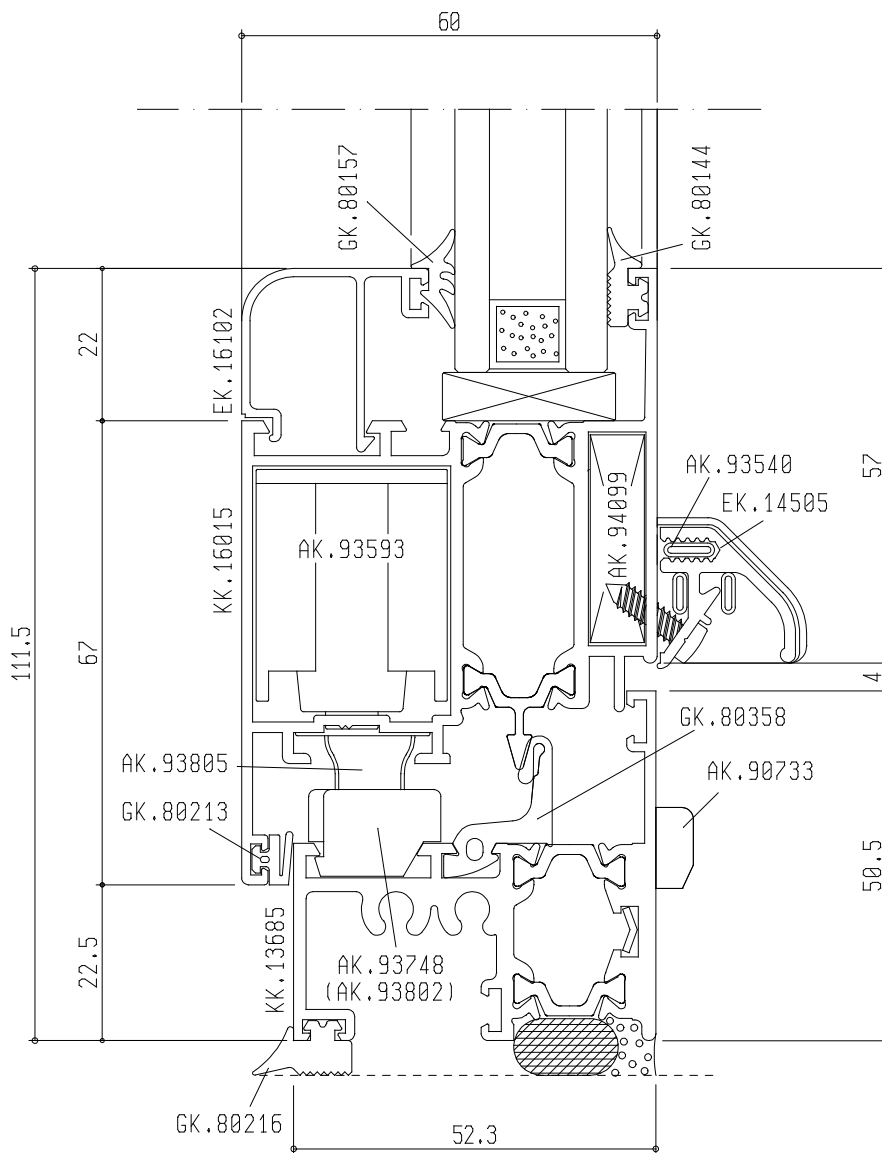 60
GK.80157
GK.80144
22
EK.16102
57
AK.93540
EK.14505
AK.94099
AK.93593
KK.16015
111.5
67
4
GK.80358
AK.93805
AK.90733
GK.80213
50.5
KK.13685
22.5
AK.93748
(AK.93802)
GK.80216
52.3